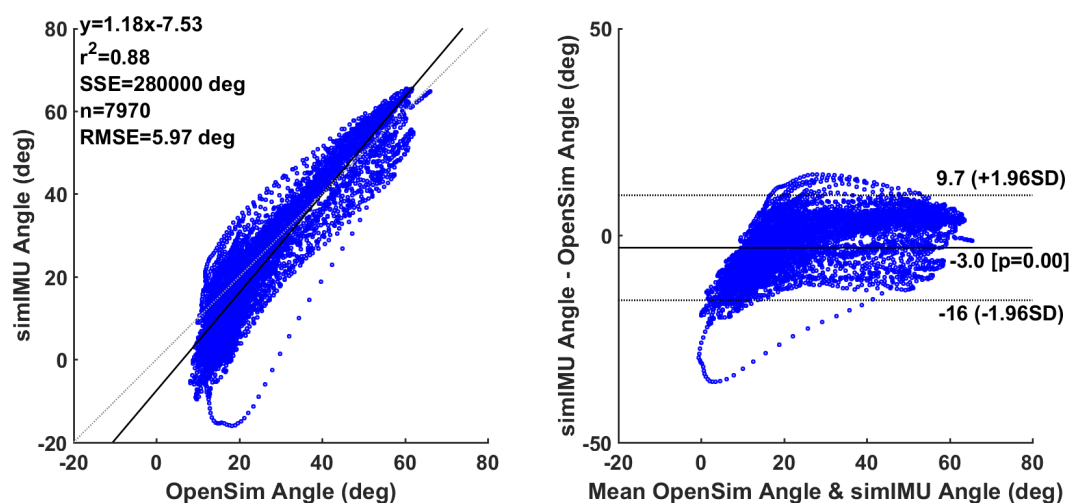 y=1.18x-7.53
r²=0.88
SSE=280000 deg
n=7970
RMSE=5.97 deg
simIMU Angle (deg)
80
60
40
20
0
-20
-20 0 20 40 60 80
OpenSim Angle (deg)
simIMU Angle - OpenSim Angle (deg)
50
0
-50
9.7 (+1.96SD)
-3.0 [p=0.00]
-16 (-1.96SD)
-20 0 20 40 60 80
Mean OpenSim Angle & simIMU Angle (deg)